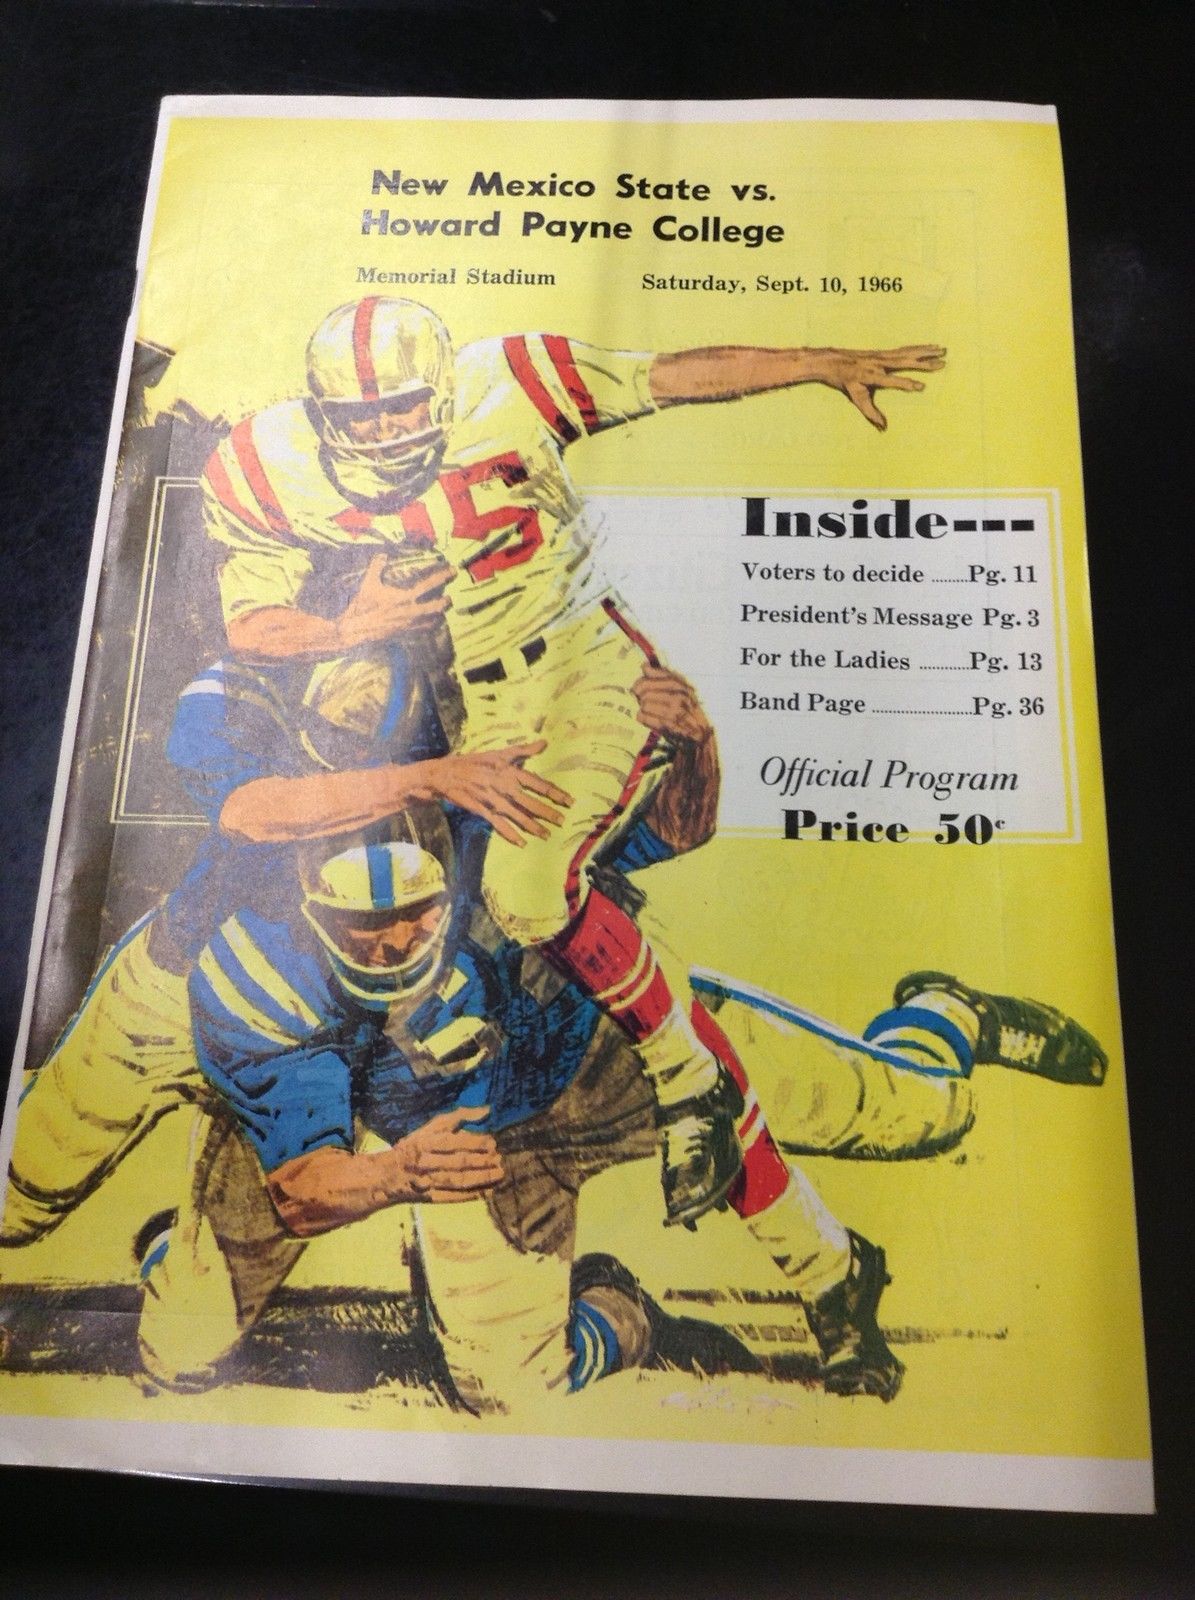 New Mexico State vs.
Howard Payne College
Memorial Stadium Saturday, Sept. 10, 1966
Inside---
Voters to decide ........Pg. 11
President's Message Pg. 3
For the Ladies ..........Pg. 13
Band Page ......................Pg. 36
Official Program
Price 50c